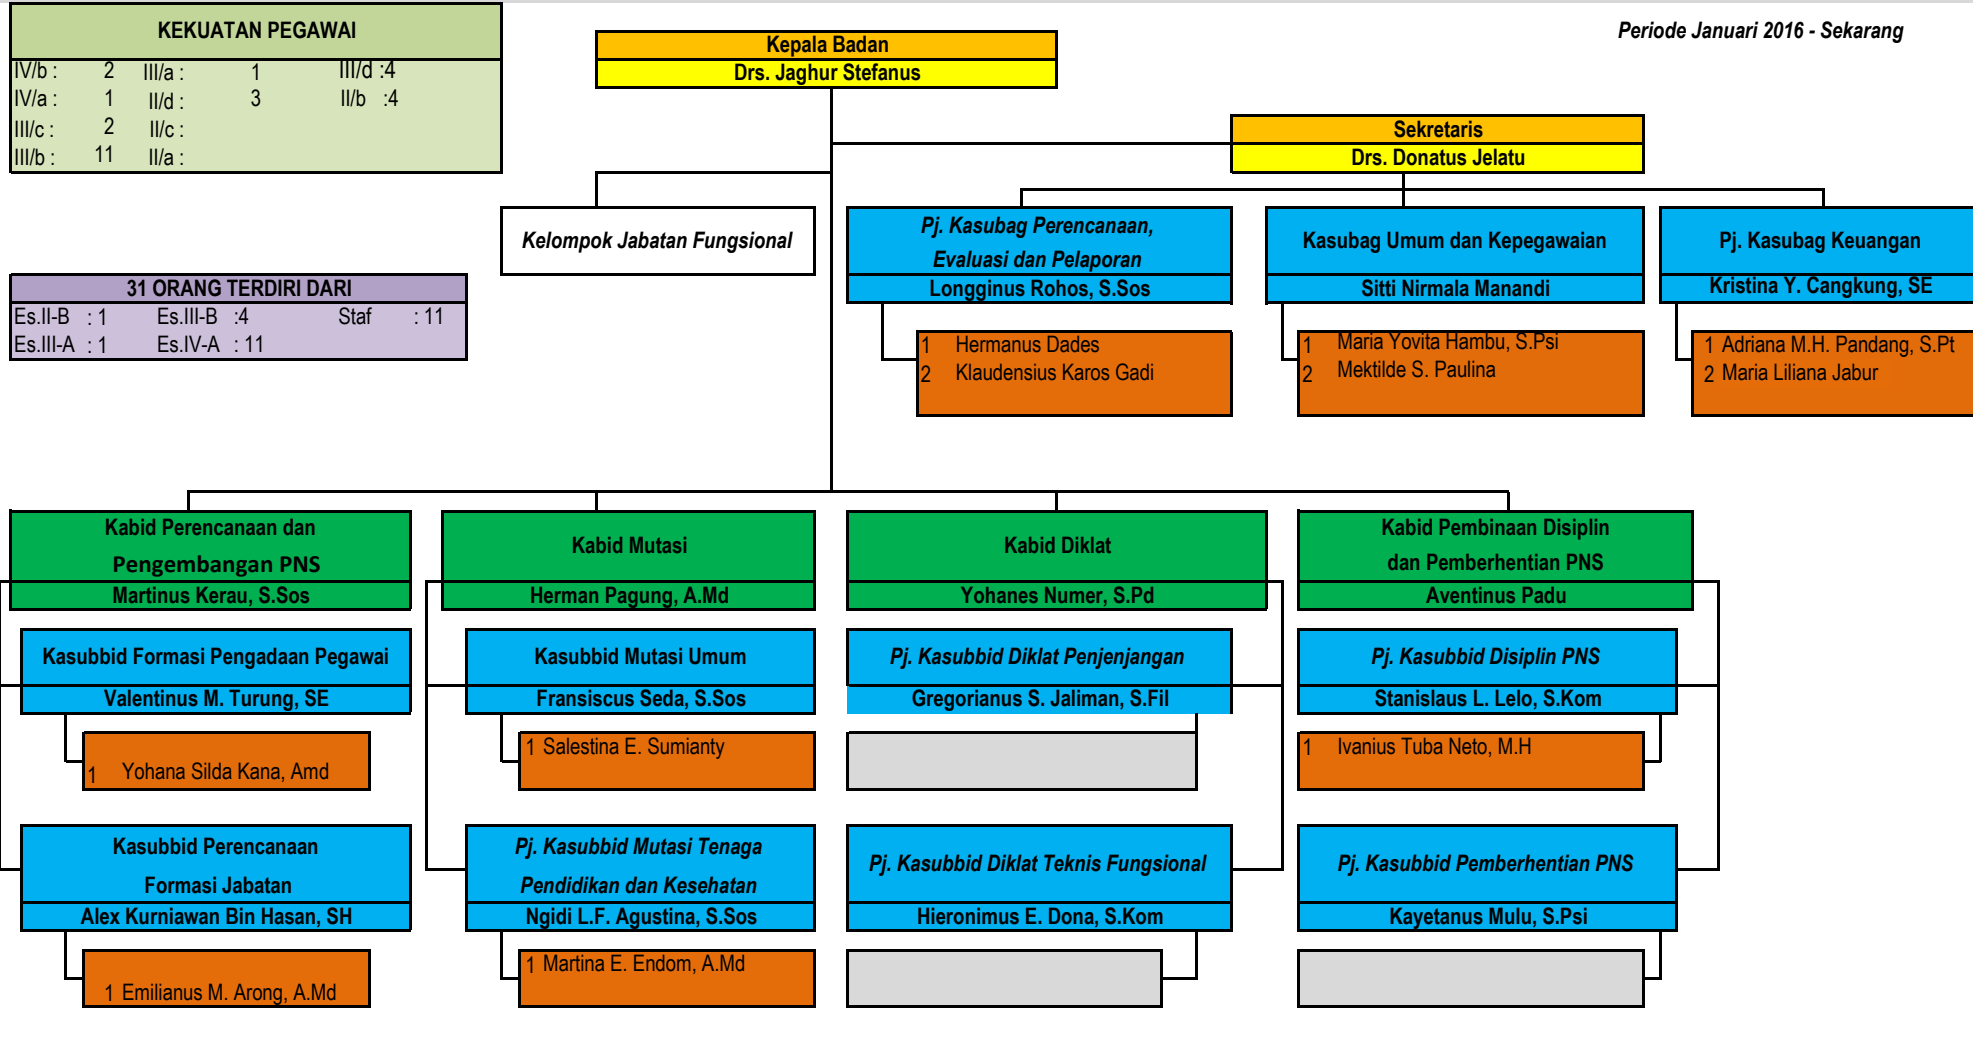 KEKUATAN PEGAWAI
IV/b : 2 III/a : 1 III/d :4
IV/a : 1 II/d : 3 II/b :4
III/c : 2 II/c :
III/b : 11 II/a :
Periode Januari 2016 - Sekarang
Kepala Badan
Drs. Jaghur Stefanus
Sekretaris
Drs. Donatus Jelatu
Kelompok Jabatan Fungsional
Pj. Kasubag Perencanaan,
Evaluasi dan Pelaporan
Longginus Rohos, S.Sos
1 Hermanus Dades
2 Klaudensius Karos Gadi
Kasubag Umum dan Kepegawaian
Sitti Nirmala Manandi
1 Maria Yovita Hambu, S.Psi
2 Mektilde S. Paulina
Pj. Kasubag Keuangan
Kristina Y. Cangkung, SE
1 Adriana M.H. Pandang, S.Pt
2 Maria Liliana Jabur
31 ORANG TERDIRI DARI
Es.II-B : 1 Es.III-B :4 Staf : 11
Es.III-A : 1 Es.IV-A : 11
Kabid Perencanaan dan
Pengembangan PNS
Martinus Kerau, S.Sos
Kasubbid Formasi Pengadaan Pegawai
Valentinus M. Turung, SE
1 Yohana Silda Kana, Amd
Kasubbid Perencanaan
Formasi Jabatan
Alex Kurniawan Bin Hasan, SH
1 Emilianus M. Arong, A.Md
Kabid Mutasi
Herman Pagung, A.Md
Kasubbid Mutasi Umum
Fransiscus Seda, S.Sos
1 Salestina E. Sumianty
Pj. Kasubbid Mutasi Tenaga
Pendidikan dan Kesehatan
Ngidi L.F. Agustina, S.Sos
1 Martina E. Endom, A.Md
Kabid Diklat
Yohanes Numer, S.Pd
Pj. Kasubbid Diklat Penjenjangan
Gregorianus S. Jaliman, S.Fil
Pj. Kasubbid Diklat Teknis Fungsional
Hieronimus E. Dona, S.Kom
Kabid Pembinaan Disiplin
dan Pemberhentian PNS
Aventinus Padu
Pj. Kasubbid Disiplin PNS
Stanislaus L. Lelo, S.Kom
1 Ivanius Tuba Neto, M.H
Pj. Kasubbid Pemberhentian PNS
Kayetanus Mulu, S.Psi